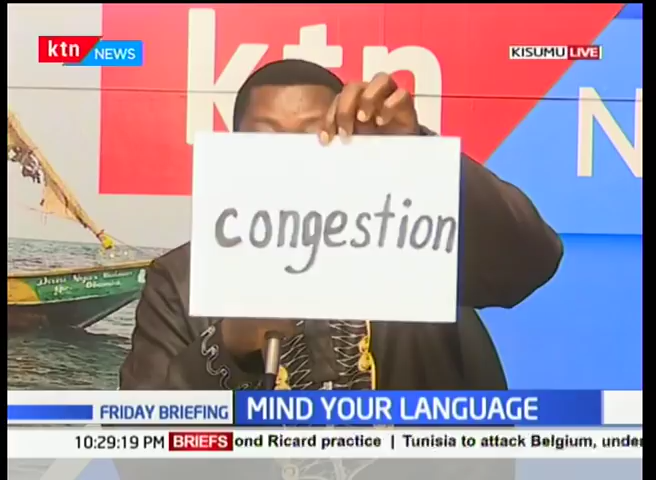 ktn NEWS
KISUMU LIVE
ktn
N
congestion
FRIDAY BRIEFING MIND YOUR LANGUAGE
10:29:19 PM BRIEFS ond Ricard practice | Tunisia to attack Belgium, under